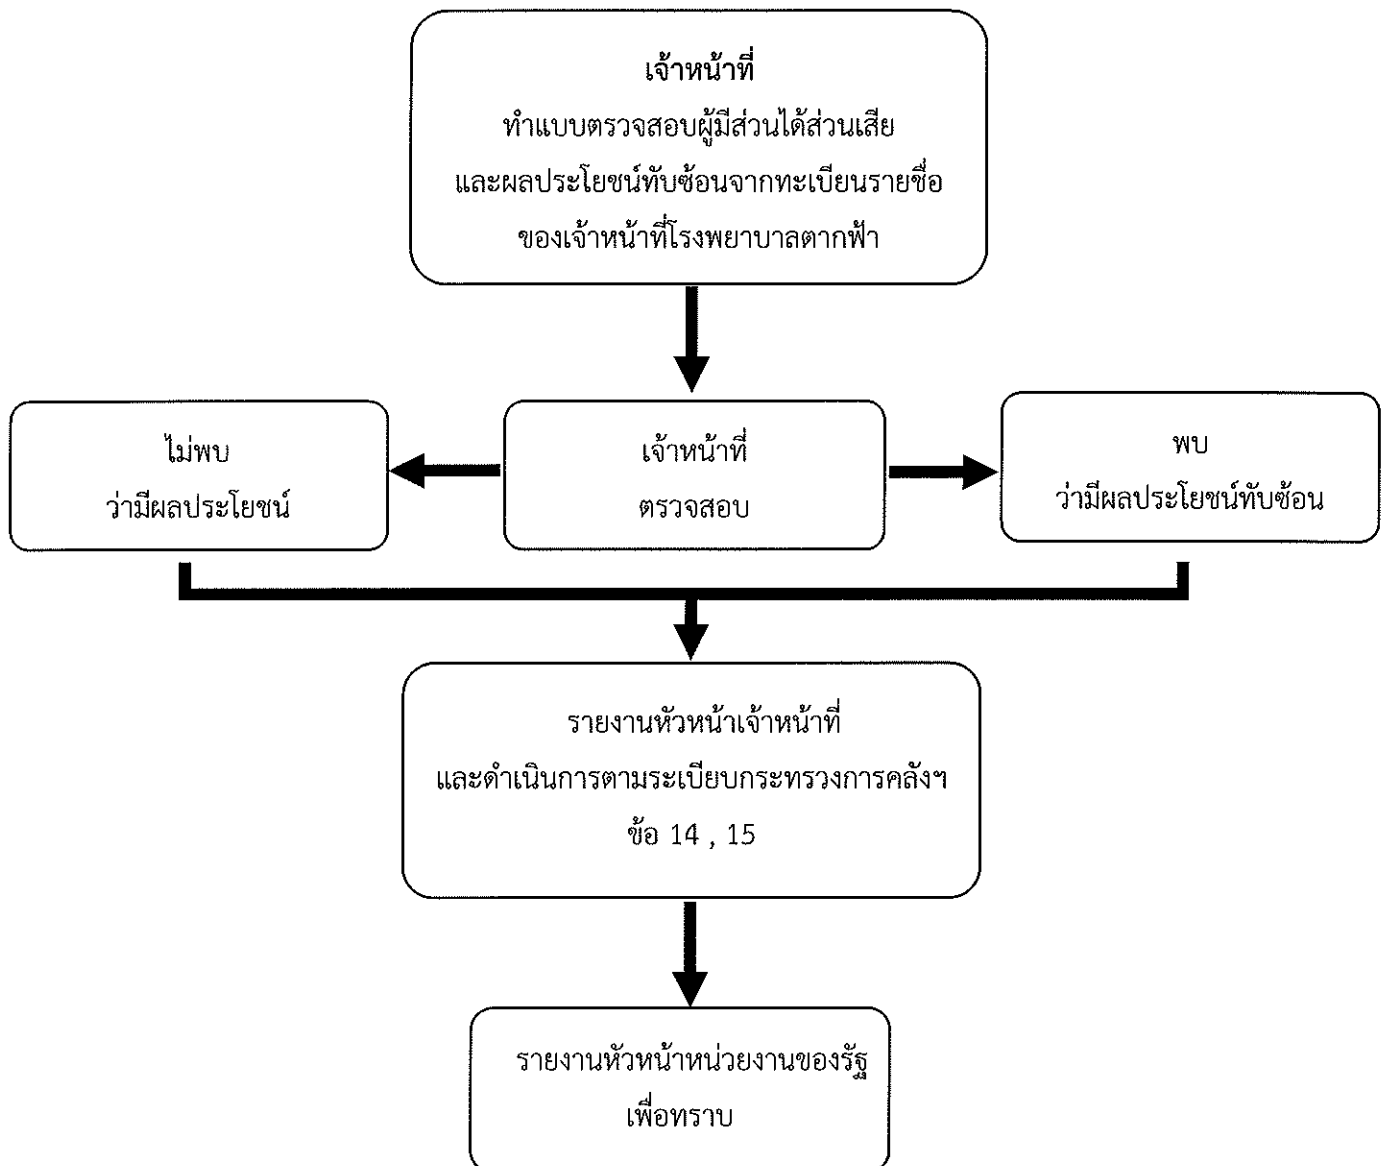 เจ้าหน้าที่
ทำแบบตรวจสอบผู้มีส่วนได้ส่วนเสีย
และผลประโยชน์ทับซ้อนจากทะเบียนรายชื่อ
ของเจ้าหน้าที่โรงพยาบาลตากฟ้า
ไม่พบ
ว่ามีผลประโยชน์
เจ้าหน้าที่
ตรวจสอบ
พบ
ว่ามีผลประโยชน์ทับซ้อน
รายงานหัวหน้าเจ้าหน้าที่
และดำเนินการตามระเบียบกระทรวงการคลังฯ
ข้อ 14 , 15
รายงานหัวหน้าหน่วยงานของรัฐ
เพื่อทราบ